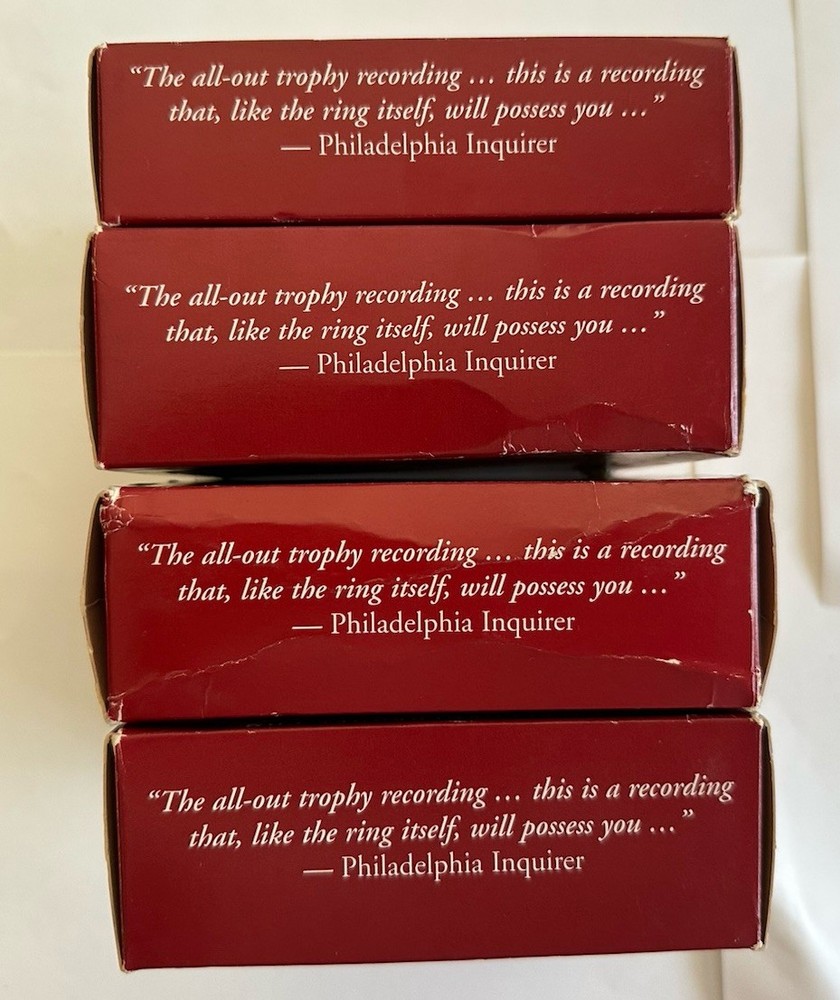 “The all-out trophy recording … this is a recording
that, like the ring itself, will possess you …”
— Philadelphia Inquirer
“The all-out trophy recording … this is a recording
that, like the ring itself, will possess you …”
— Philadelphia Inquirer
“The all-out trophy recording … this is a recording
that, like the ring itself, will possess you …”
— Philadelphia Inquirer
“The all-out trophy recording … this is a recording
that, like the ring itself, will possess you …”
— Philadelphia Inquirer